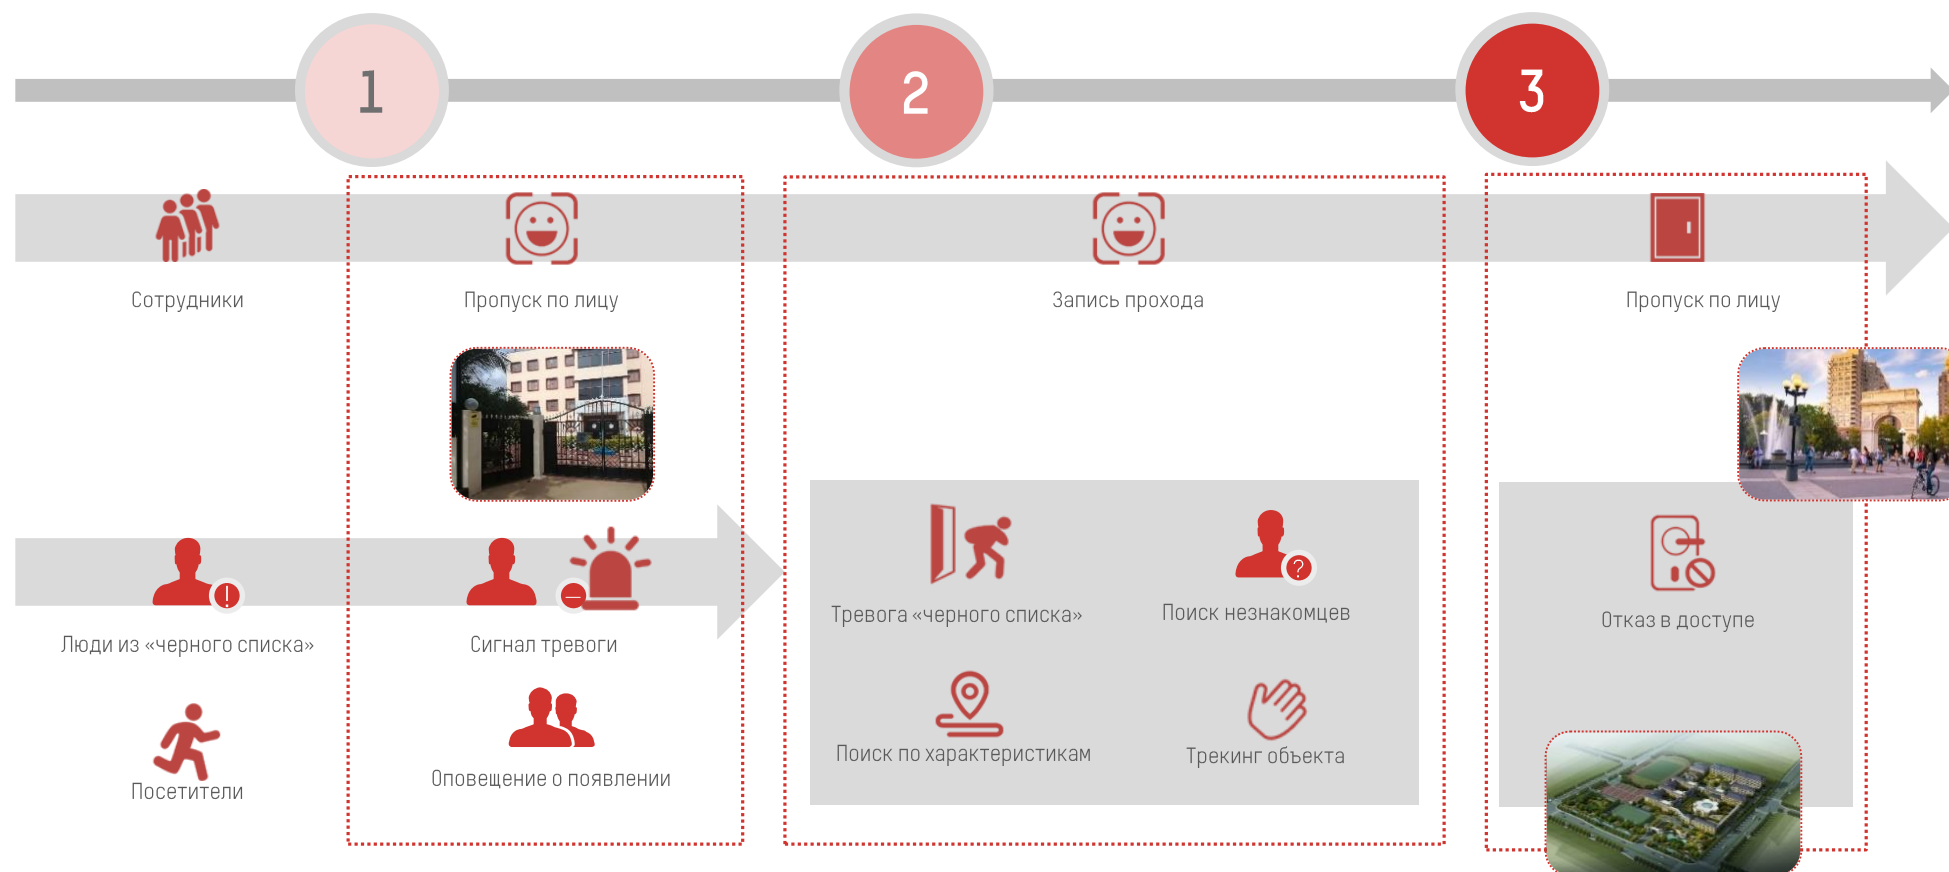 1
2
3
Сотрудники
Пропуск по лицу
Запись прохода
Пропуск по лицу
Люди из «черного списка»
Сигнал тревоги
Тревога «черного списка»
Поиск незнакомцев
Отказ в доступе
Посетители
Оповещение о появлении
Поиск по характеристикам
Трекинг объекта